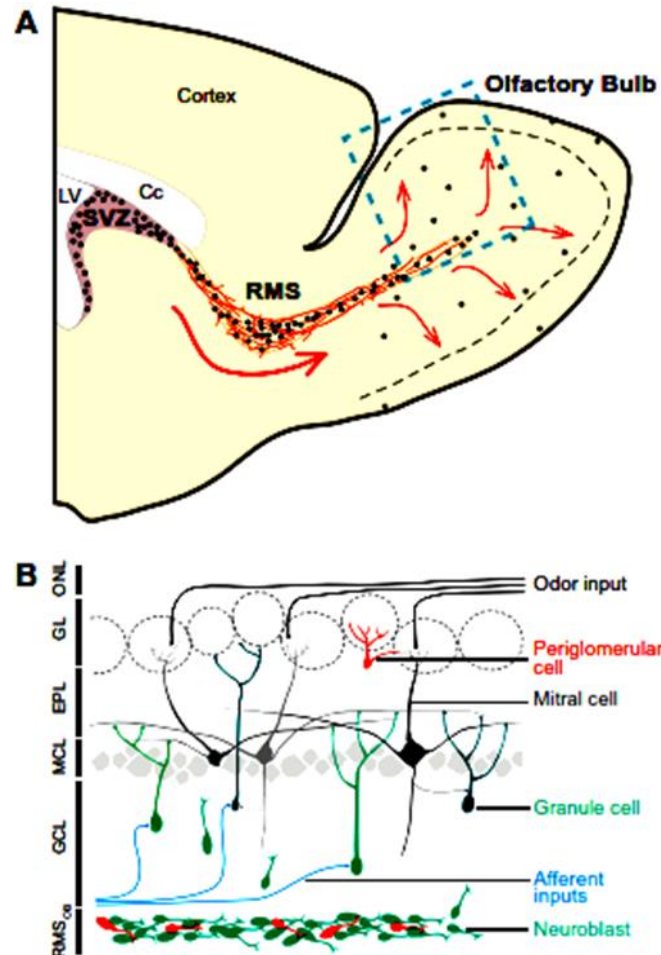 A
Cortex
Olfactory Bulb
LV
Cc
SVZ
RMS
B
ONL
Odor input
GL
Periglomerular
cell
EPL
Mitral cell
MCL
Granule cell
GCL
Afferent
inputs
RMSOB
Neuroblast